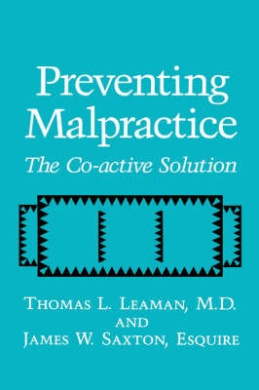 Preventing
Malpractice
The Co-active Solution
THOMAS L. LEAMAN, M.D.
AND
JAMES W. SAXTON, ESQUIRE